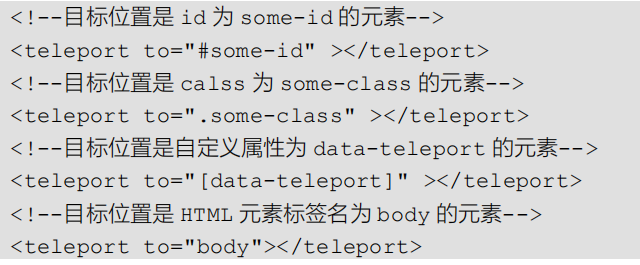 <!--目标位置是 id 为 some-id 的元素-->
<teleport to="#some-id" ></teleport>
<!--目标位置是 calss 为 some-class 的元素-->
<teleport to=".some-class" ></teleport>
<!--目标位置是自定义属性为 data-teleport 的元素-->
<teleport to="[data-teleport]" ></teleport>
<!--目标位置是 HTML 元素标签名为 body 的元素-->
<teleport to="body"></teleport>